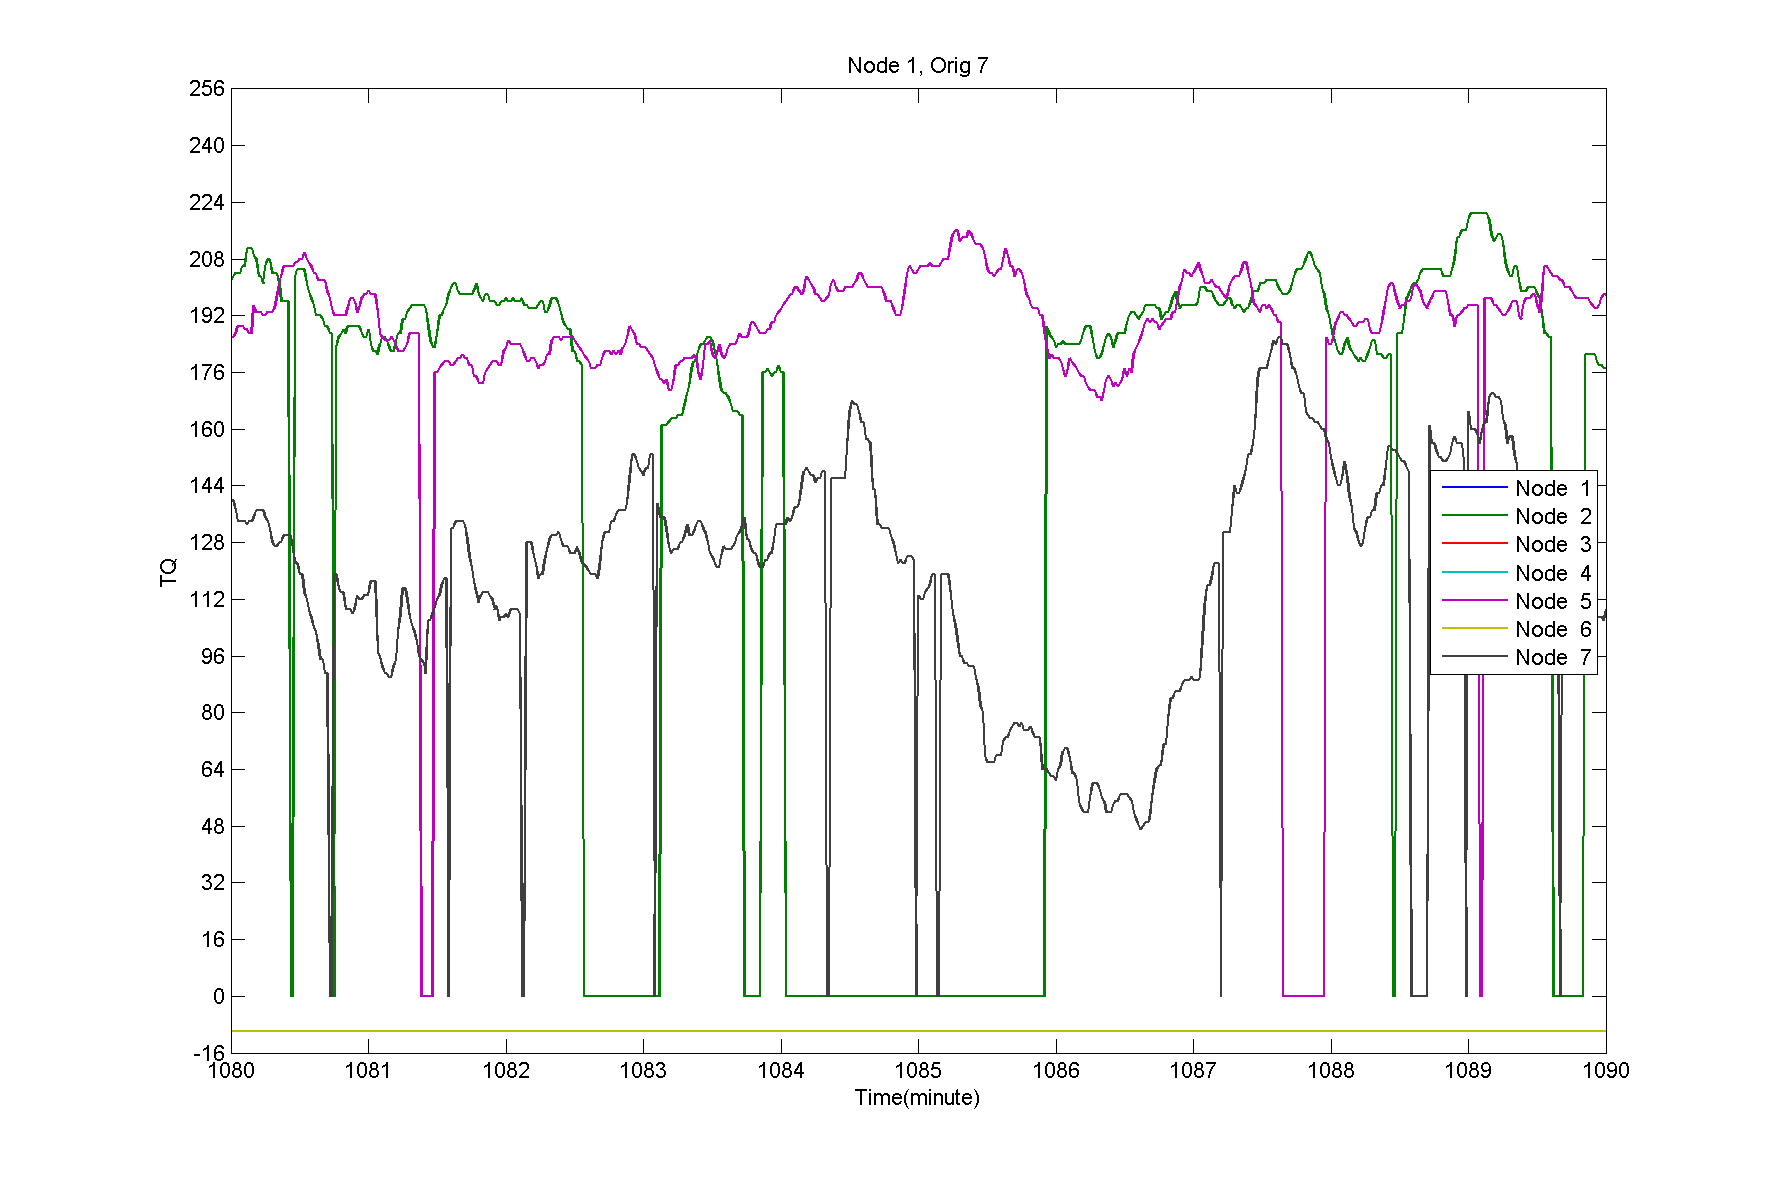 Node 1, Orig 7
256
240
224
208
192
176
160
144
128
112
96
80
64
48
32
16
0
-16
TQ
Node 1
Node 2
Node 3
Node 4
Node 5
Node 6
Node 7
1080 1081 1082 1083 1084 1085 1086 1087 1088 1089 1090
Time(minute)